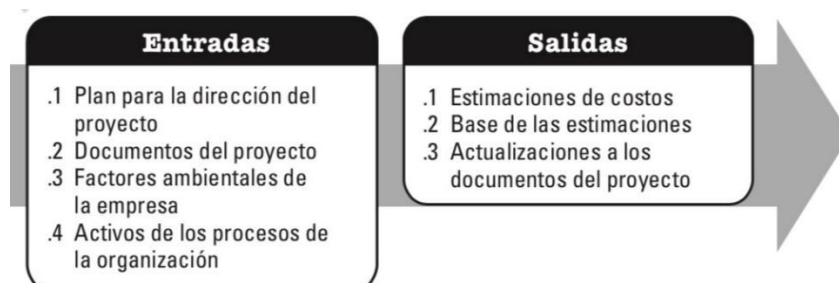 Entradas
.1 Plan para la dirección del
proyecto
.2 Documentos del proyecto
.3 Factores ambientales de
la empresa
.4 Activos de los procesos de
la organización
Salidas
.1 Estimaciones de costos
.2 Base de las estimaciones
.3 Actualizaciones a los
documentos del proyecto